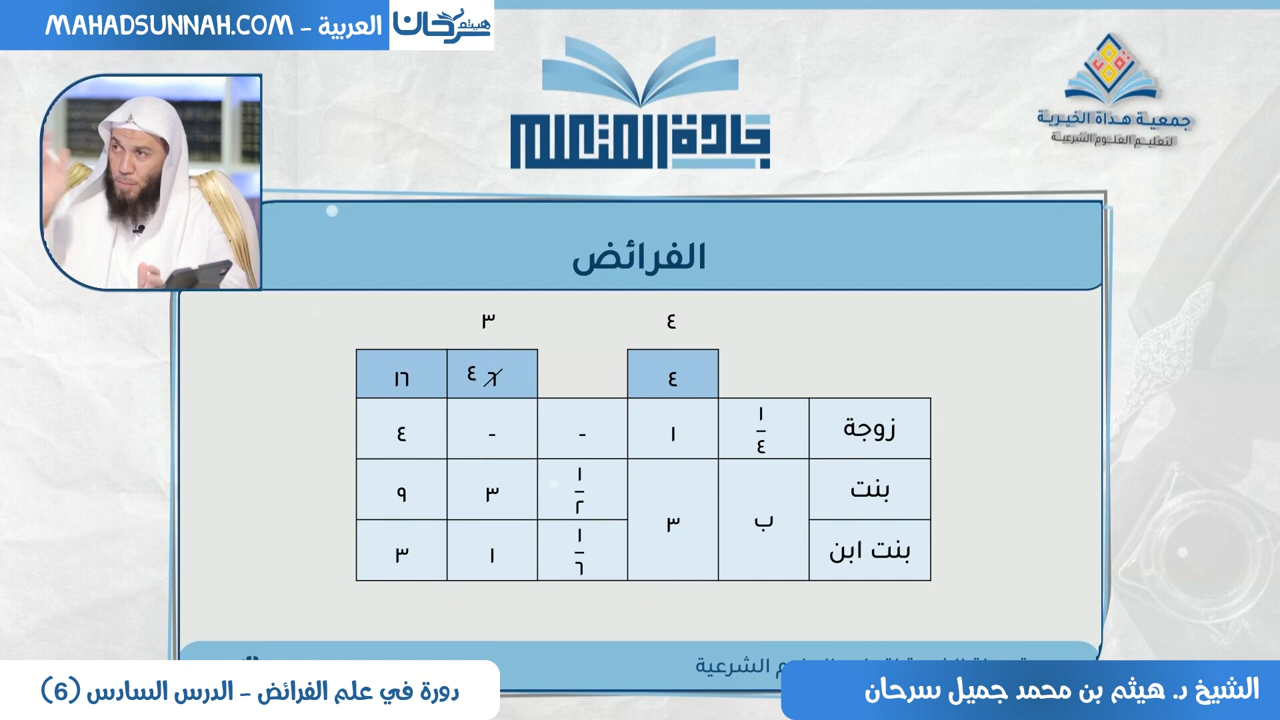 العربية - MAHADSUNNAH.COM
هيثم سرحان
جادة المتعلم
جمعية هداة الخيرية
لتعليم العلوم الشرعية
الفرائض
٤ ٣
٤ ٦ ٤ ١٦
زوجة ١/٤ ١ - - ٤
بنت ب ٣ ١/٢ ٣ ٩
بنت ابن ١/٦ ١ ٣
الشرعية
الشيخ د. هيثم بن محمد جميل سرحان
دورة في علم الفرائض - الدرس السادس (6)